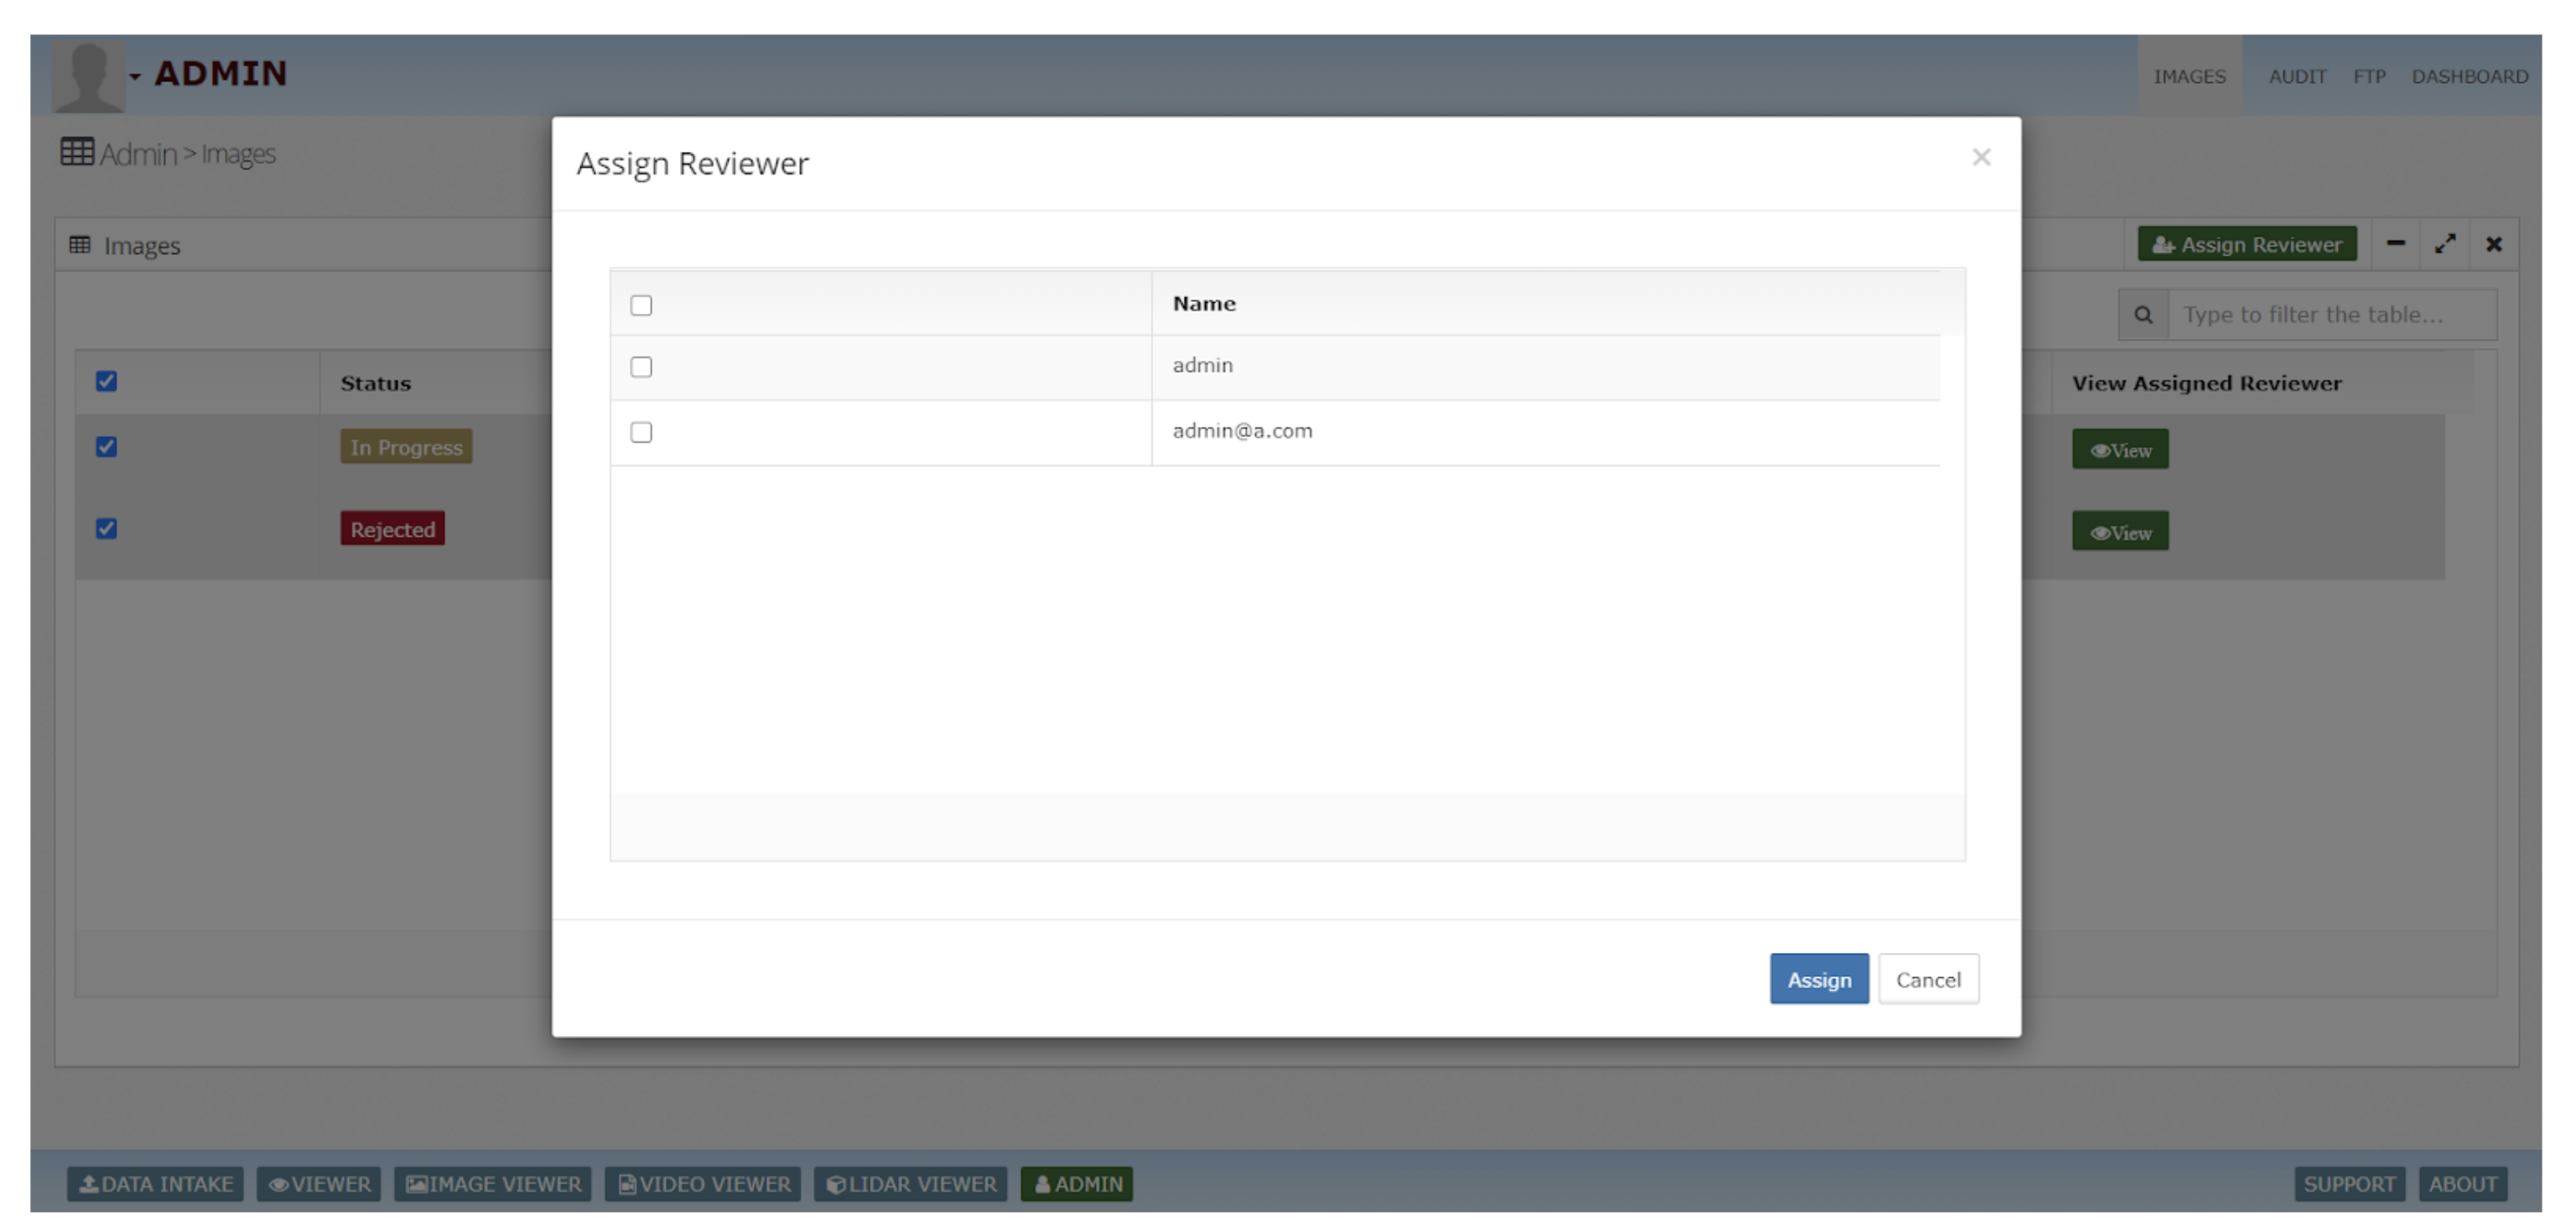 ADMIN
IMAGES AUDIT FTP DASHBOARD
Admin > Images
Assign Reviewer
Images
Assign Reviewer
Type to filter the table...
Name
admin
admin@a.com
Status
View Assigned Reviewer
In Progress
View
Rejected
View
Assign Cancel
DATA INTAKE VIEWER IMAGE VIEWER VIDEO VIEWER LIDAR VIEWER ADMIN SUPPORT ABOUT